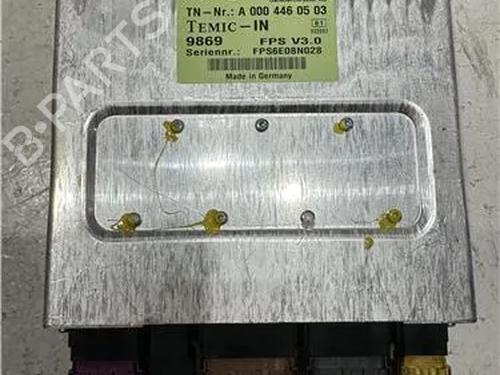 TN-Nr.: A 000 446 05 03
TEMIC-IN
9869 FPS V3.0
Seriennr.: FPS6E08N028
Made in Germany
B-PARTS